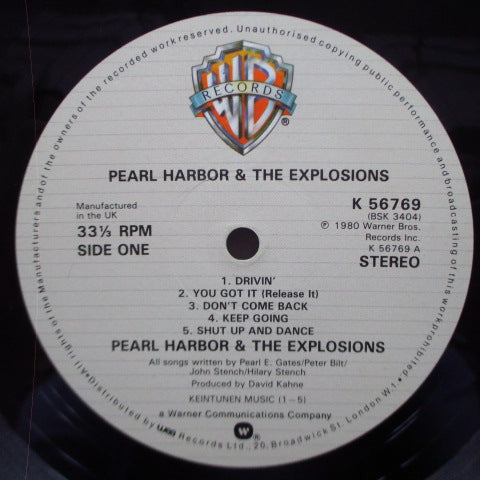 All rights of the Manufacturers and of the owners of the recorded work reserved. Unauthorised copying public performance and broadcasting of this work prohibited.
WB
RECORDS
®
PEARL HARBOR & THE EXPLOSIONS
Manufactured
in the UK
33⅓ RPM
SIDE ONE
K 56769
(BSK 3404)
℗ 1980 Warner Bros.
Records Inc.
K 56769 A
STEREO
1. DRIVIN'
2. YOU GOT IT (Release It)
3. DON'T COME BACK
4. KEEP GOING
5. SHUT UP AND DANCE
PEARL HARBOR & THE EXPLOSIONS
All songs written by Pearl E. Gates/Peter Bilt/
John Stench/Hilary Stench
Produced by David Kahne
KEINTUNEN MUSIC (1–5)
a Warner Communications Company
W®
Distributed by wea Records Ltd., 20, Broadwick St. London W.1.